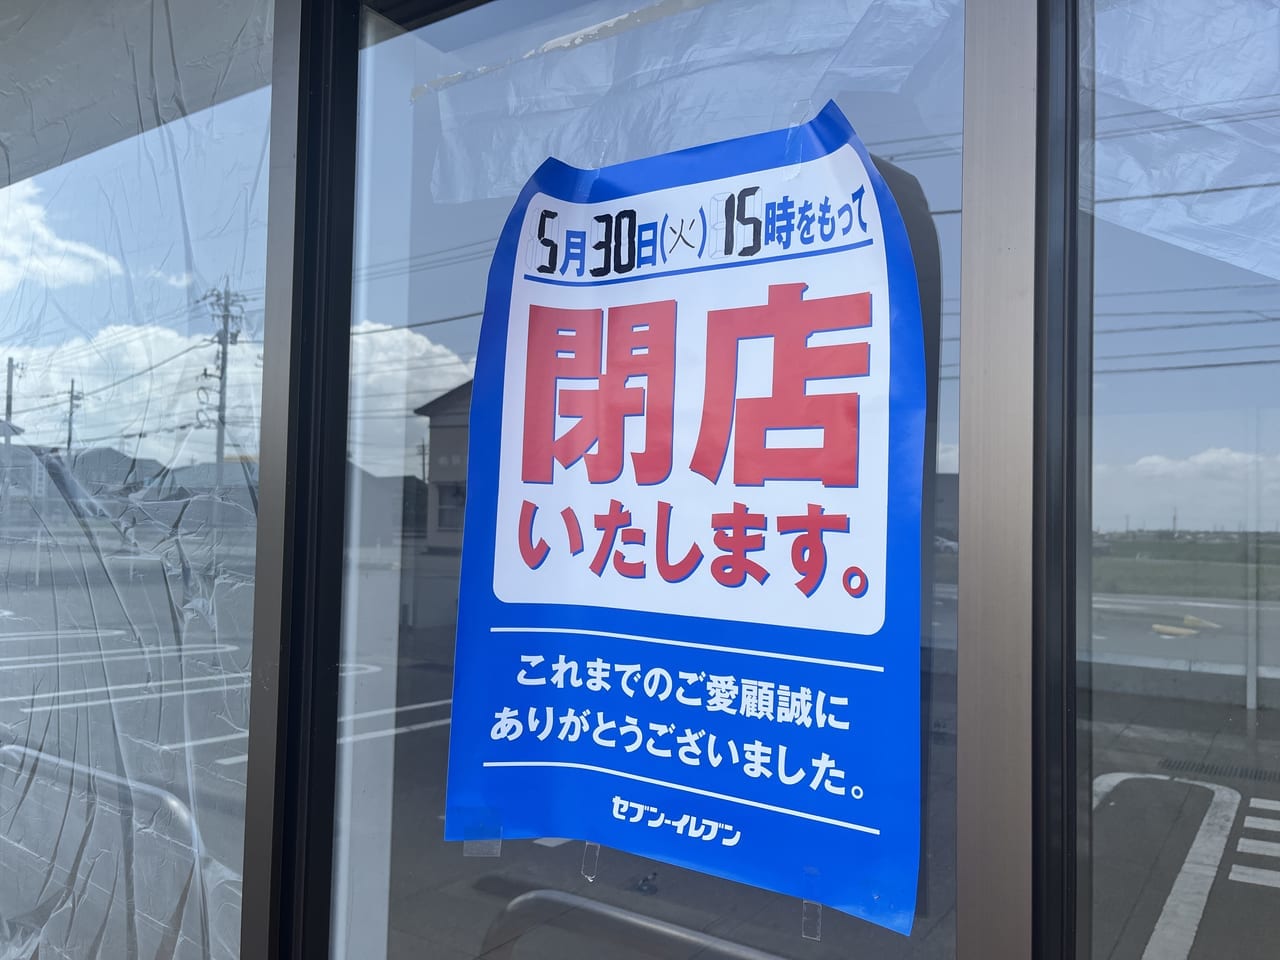 5月30日(火)15時をもって
閉店
いたします。
これまでのご愛顧誠に
ありがとうございました。
セブン-イレブン